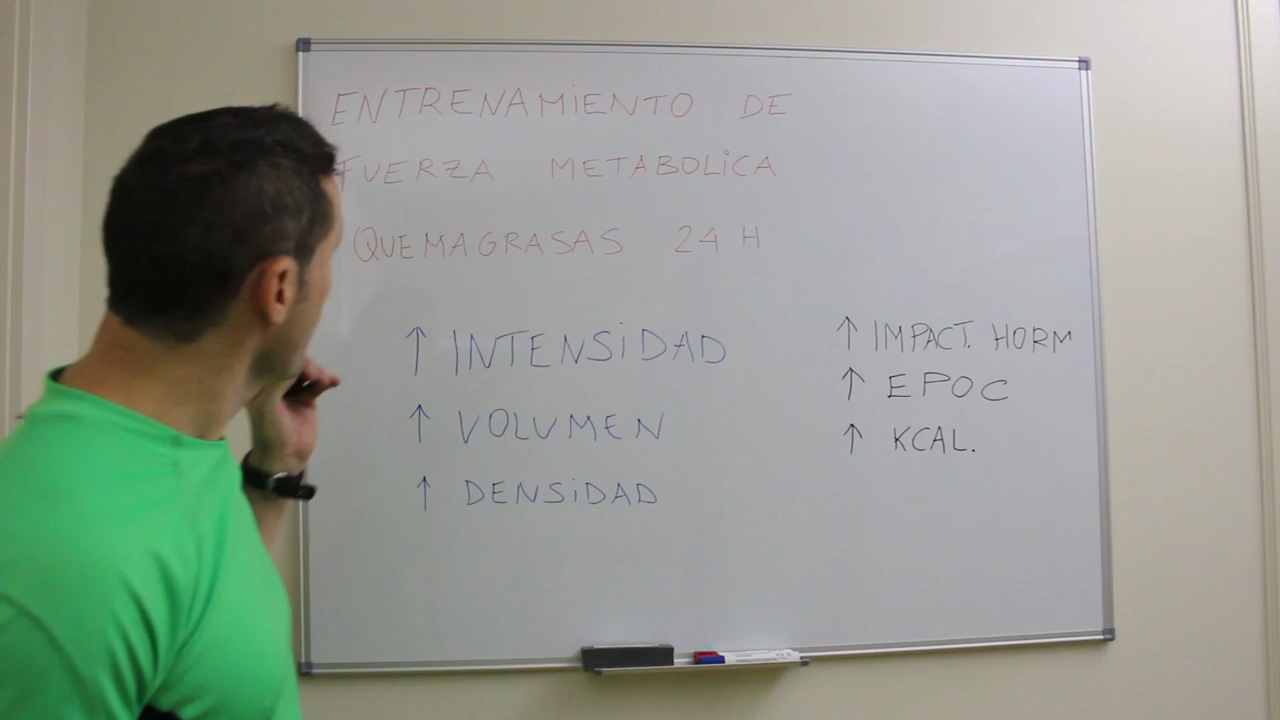 ENTRENAMIENTO DE
FUERZA METABOLICA
QUEMAGRASAS 24 H
↑ INTENSIDAD
↑ VOLUMEN
↑ DENSIDAD
↑ IMPACT. HORM
↑ EPOC
↑ KCAL.